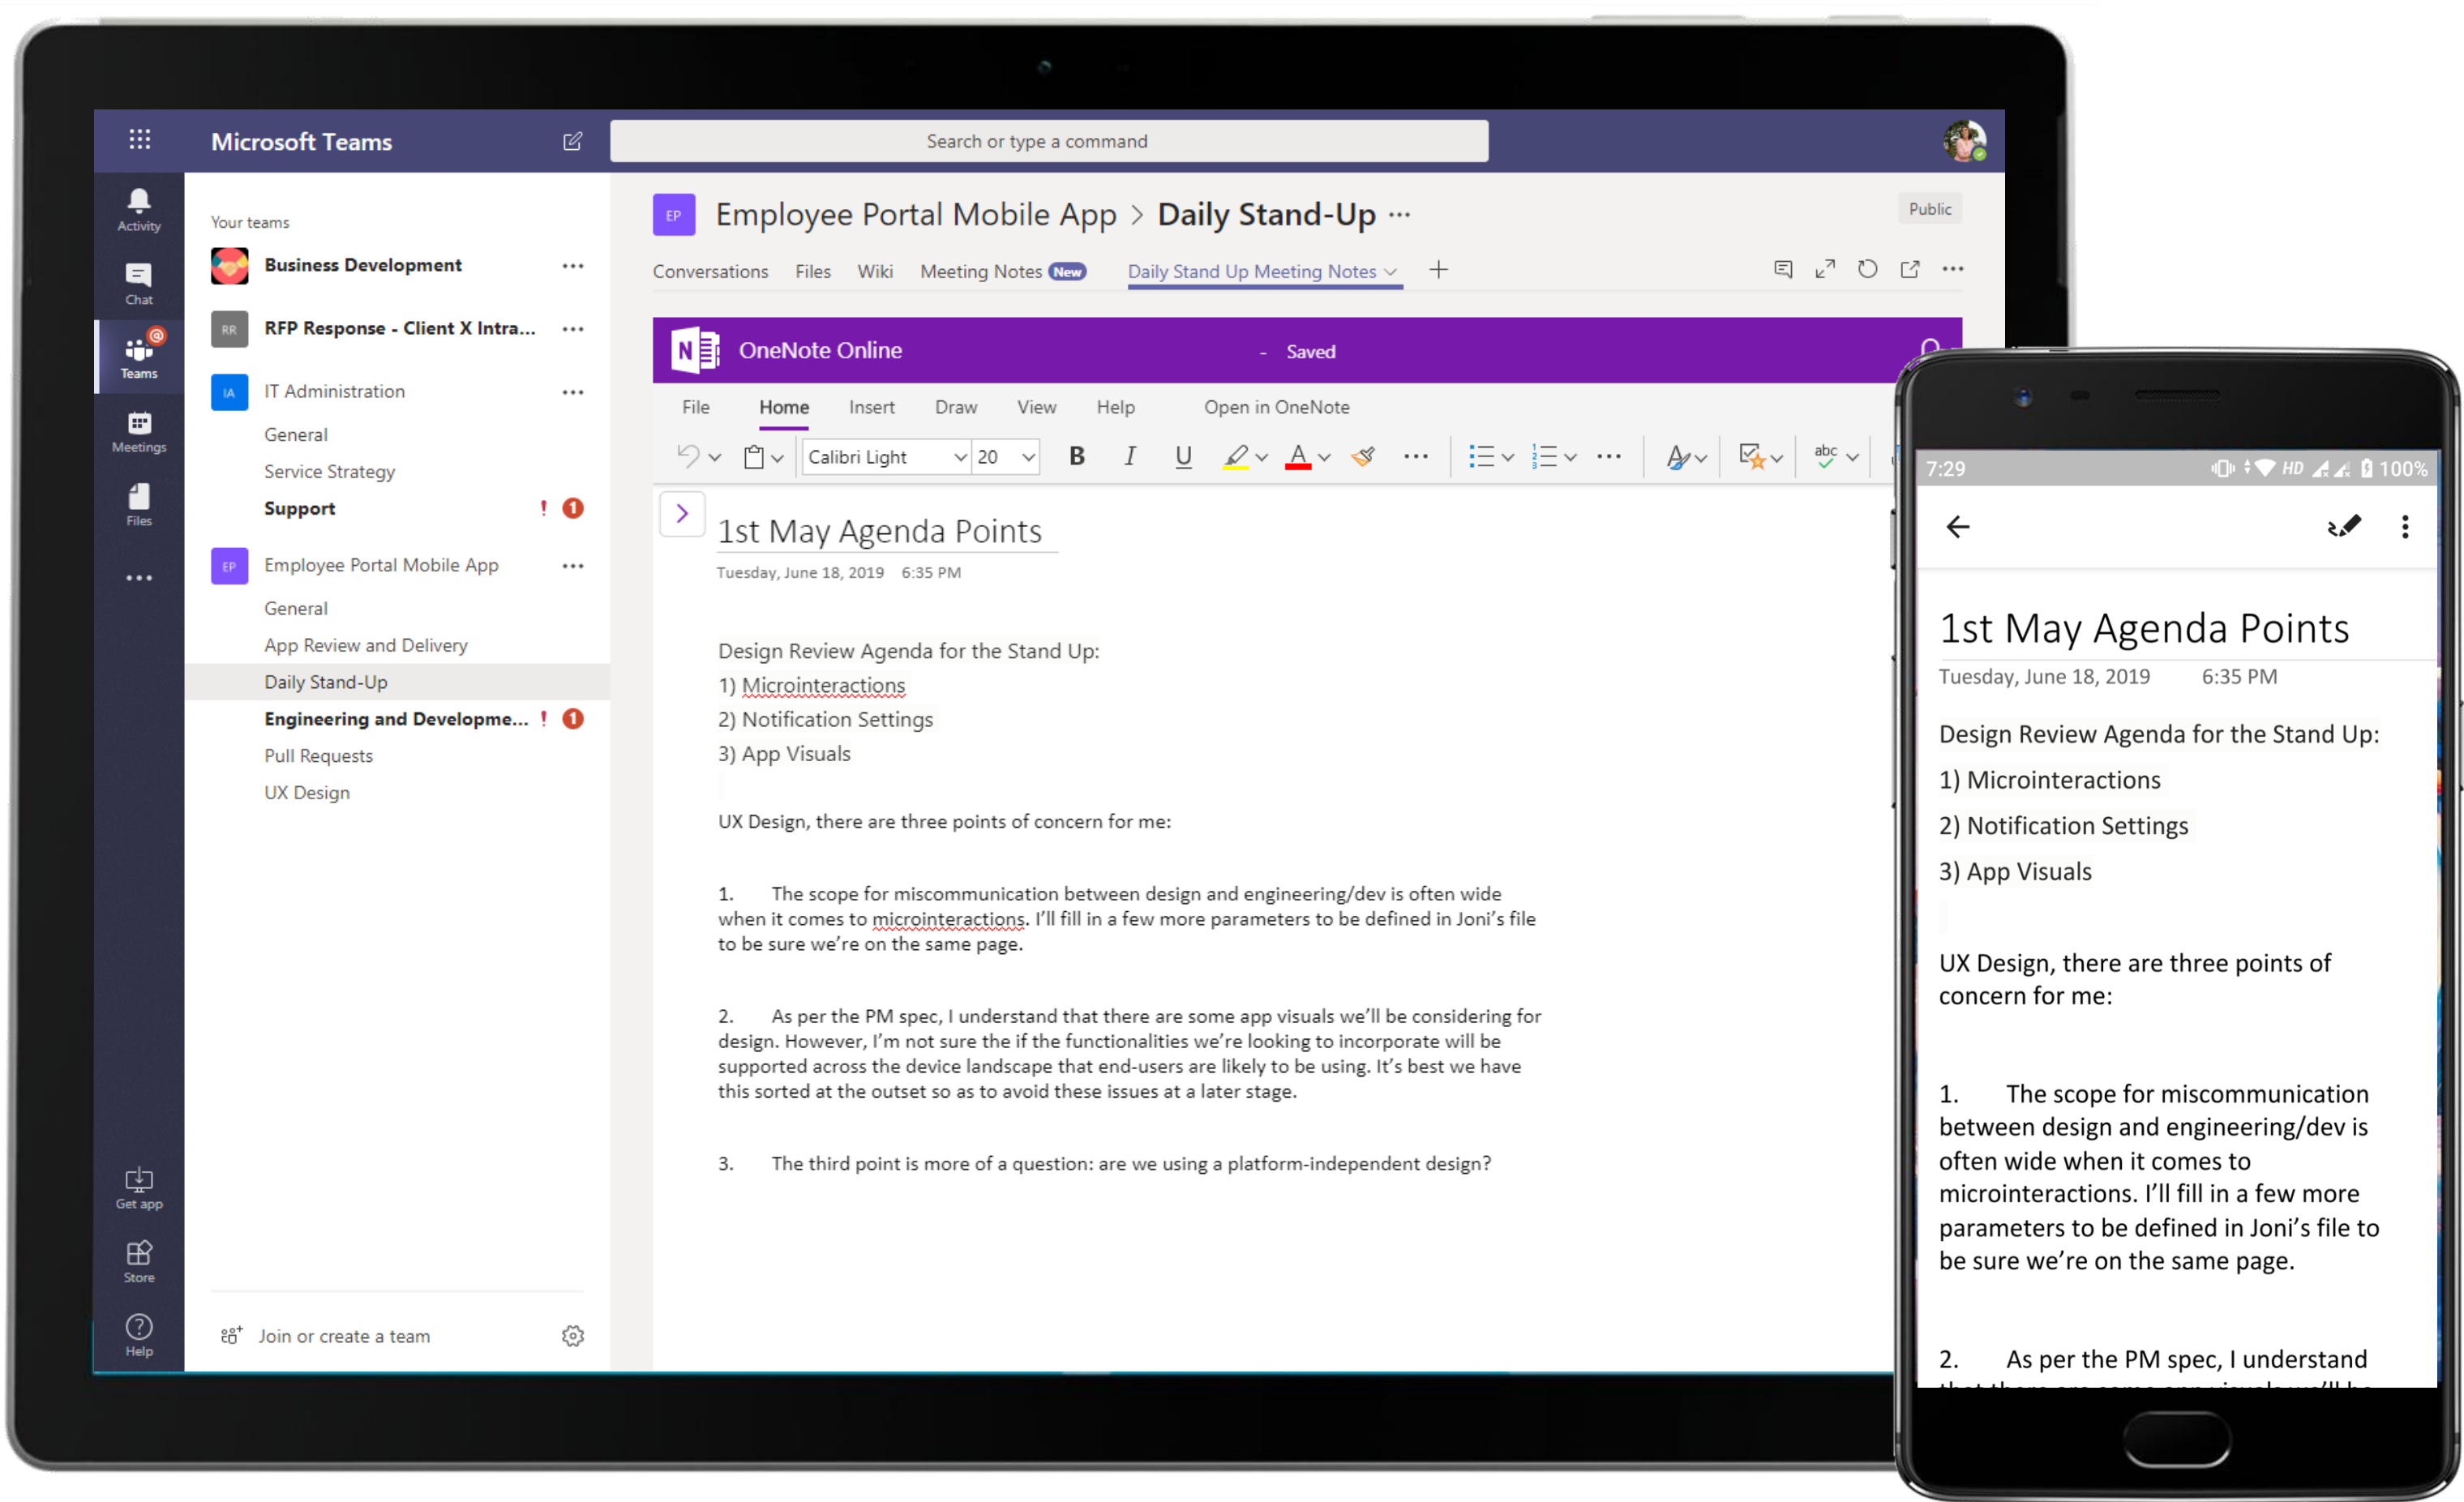 Microsoft Teams
Search or type a command
Activity
Chat
@
Teams
Meetings
Files
Get app
Store
Help
Your teams
Business Development
RR RFP Response - Client X Intra...
IA IT Administration
General
Service Strategy
Support ! 1
EP Employee Portal Mobile App
General
App Review and Delivery
Daily Stand-Up
Engineering and Developme... ! 1
Pull Requests
UX Design
Join or create a team
EP Employee Portal Mobile App > Daily Stand-Up
Public
Conversations Files Wiki Meeting Notes New Daily Stand Up Meeting Notes
N OneNote Online - Saved
File Home Insert Draw View Help Open in OneNote
Calibri Light 20 B I U A abc
1st May Agenda Points
Tuesday, June 18, 2019 6:35 PM
Design Review Agenda for the Stand Up:
1) Microinteractions
2) Notification Settings
3) App Visuals
UX Design, there are three points of concern for me:
1. The scope for miscommunication between design and engineering/dev is often wide
when it comes to microinteractions. I'll fill in a few more parameters to be defined in Joni's file
to be sure we're on the same page.
2. As per the PM spec, I understand that there are some app visuals we'll be considering for
design. However, I'm not sure the if the functionalities we're looking to incorporate will be
supported across the device landscape that end-users are likely to be using. It's best we have
this sorted at the outset so as to avoid these issues at a later stage.
3. The third point is more of a question: are we using a platform-independent design?
7:29 HD 100%
1st May Agenda Points
Tuesday, June 18, 2019 6:35 PM
Design Review Agenda for the Stand Up:
1) Microinteractions
2) Notification Settings
3) App Visuals
UX Design, there are three points of
concern for me:
1. The scope for miscommunication
between design and engineering/dev is
often wide when it comes to
microinteractions. I'll fill in a few more
parameters to be defined in Joni's file to
be sure we're on the same page.
2. As per the PM spec, I understand